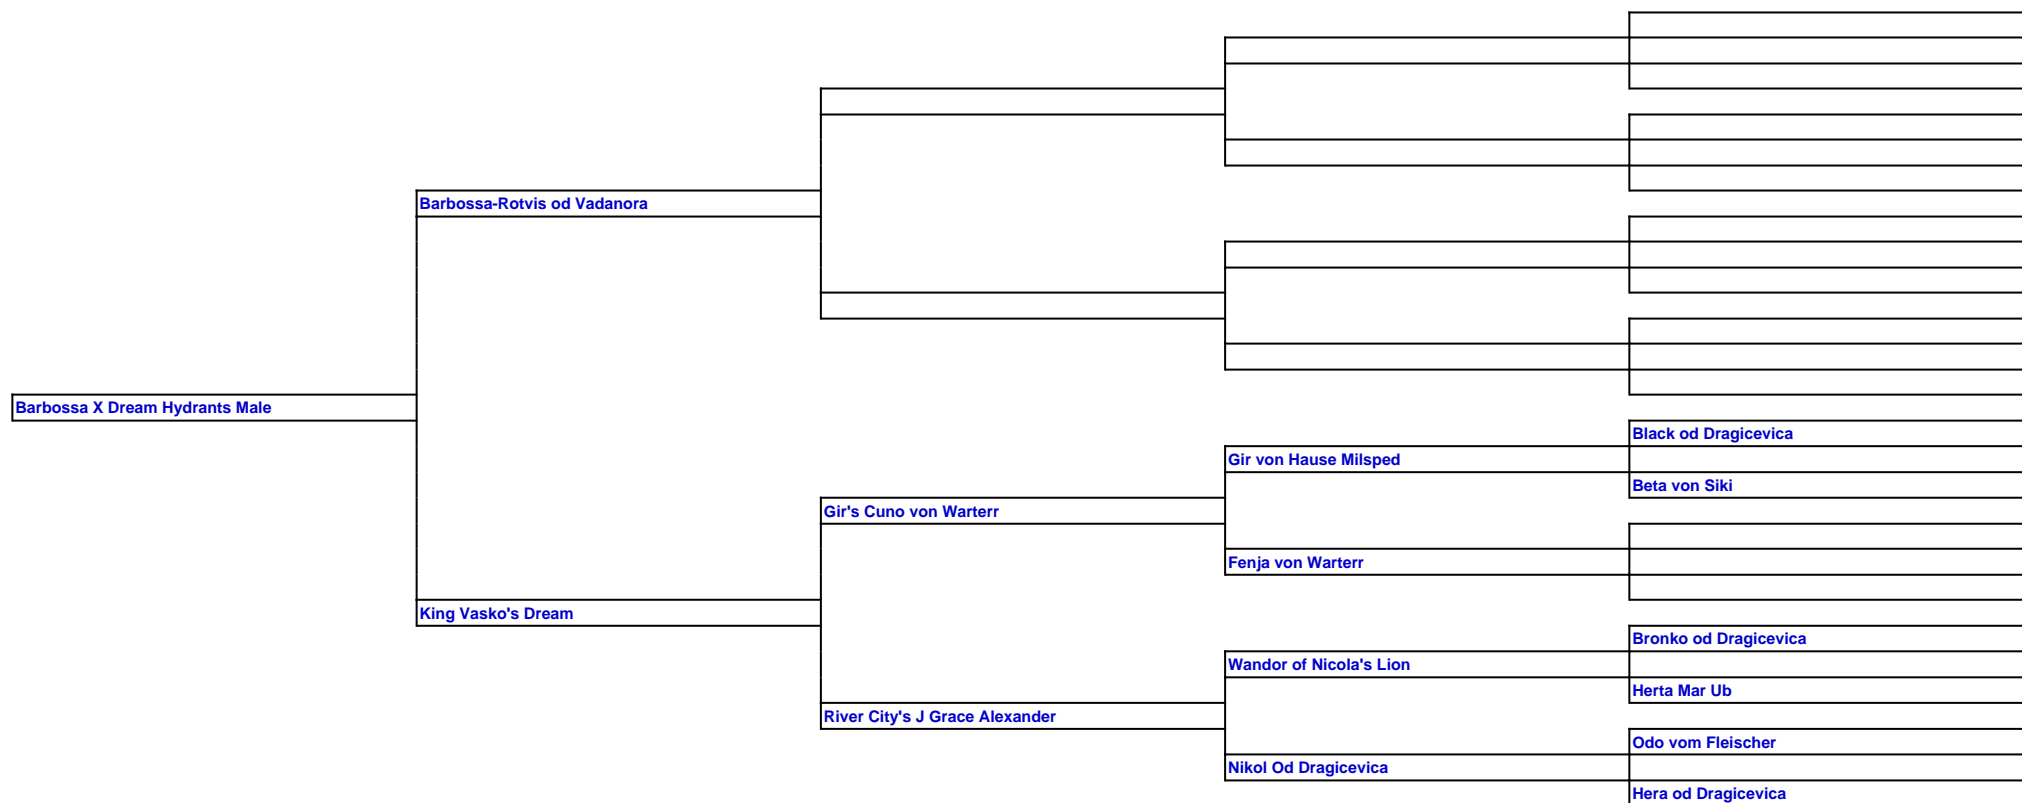 Barbossa-Rotvis od Vadanora
Barbossa X Dream Hydrants Male
Black od Dragicevica
Gir von Hause Milsped
Beta von Siki
Gir's Cuno von Warterr
Fenja von Warterr
King Vasko's Dream
Bronko od Dragicevica
Wandor of Nicola's Lion
Herta Mar Ub
River City's J Grace Alexander
Odo vom Fleischer
Nikol Od Dragicevica
Hera od Dragicevica